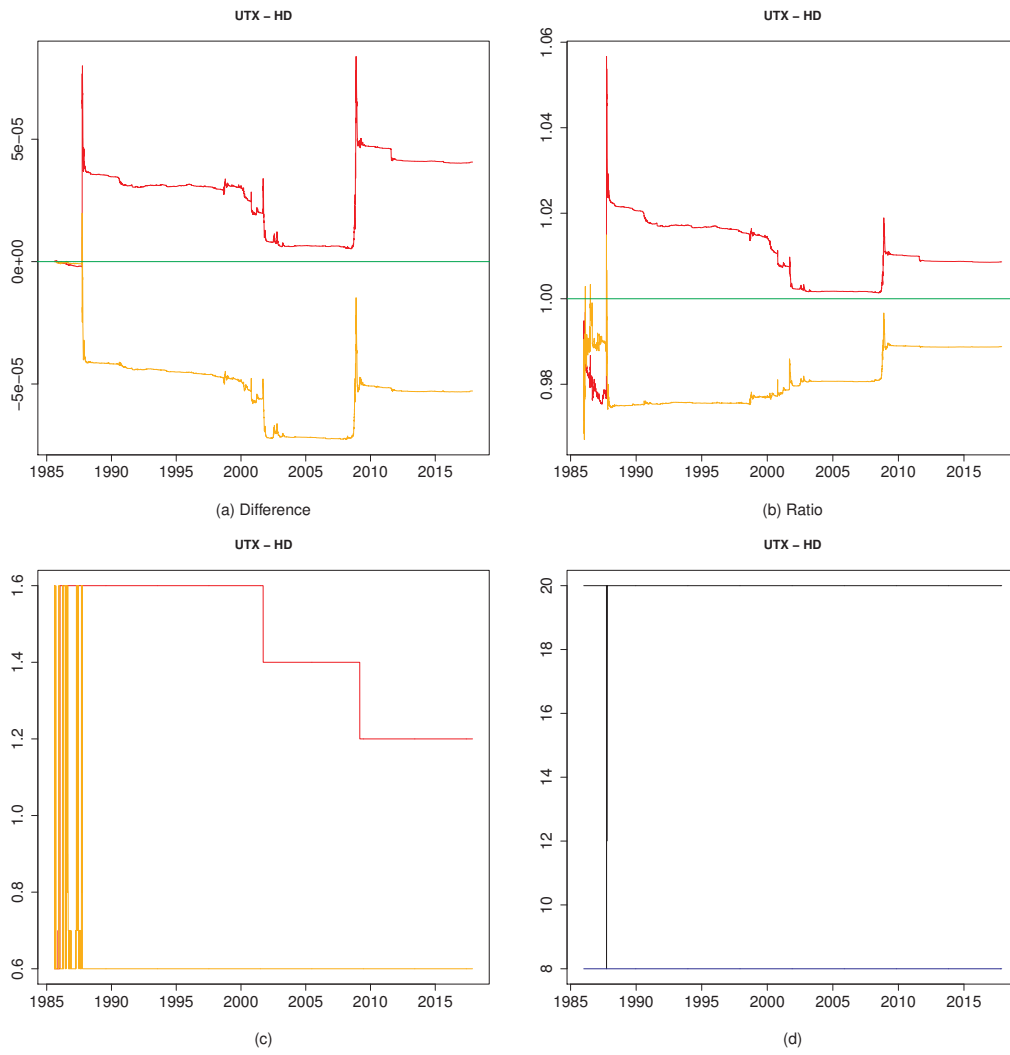 UTX − HD
5e−05
0e+00
−5e−05
1985 1990 1995 2000 2005 2010 2015
(a) Difference
UTX − HD
1.06
1.04
1.02
1.00
0.98
1985 1990 1995 2000 2005 2010 2015
(b) Ratio
UTX − HD
1.6
1.4
1.2
1.0
0.8
0.6
1985 1990 1995 2000 2005 2010 2015
(c)
UTX − HD
20
18
16
14
12
10
8
1985 1990 1995 2000 2005 2010 2015
(d)